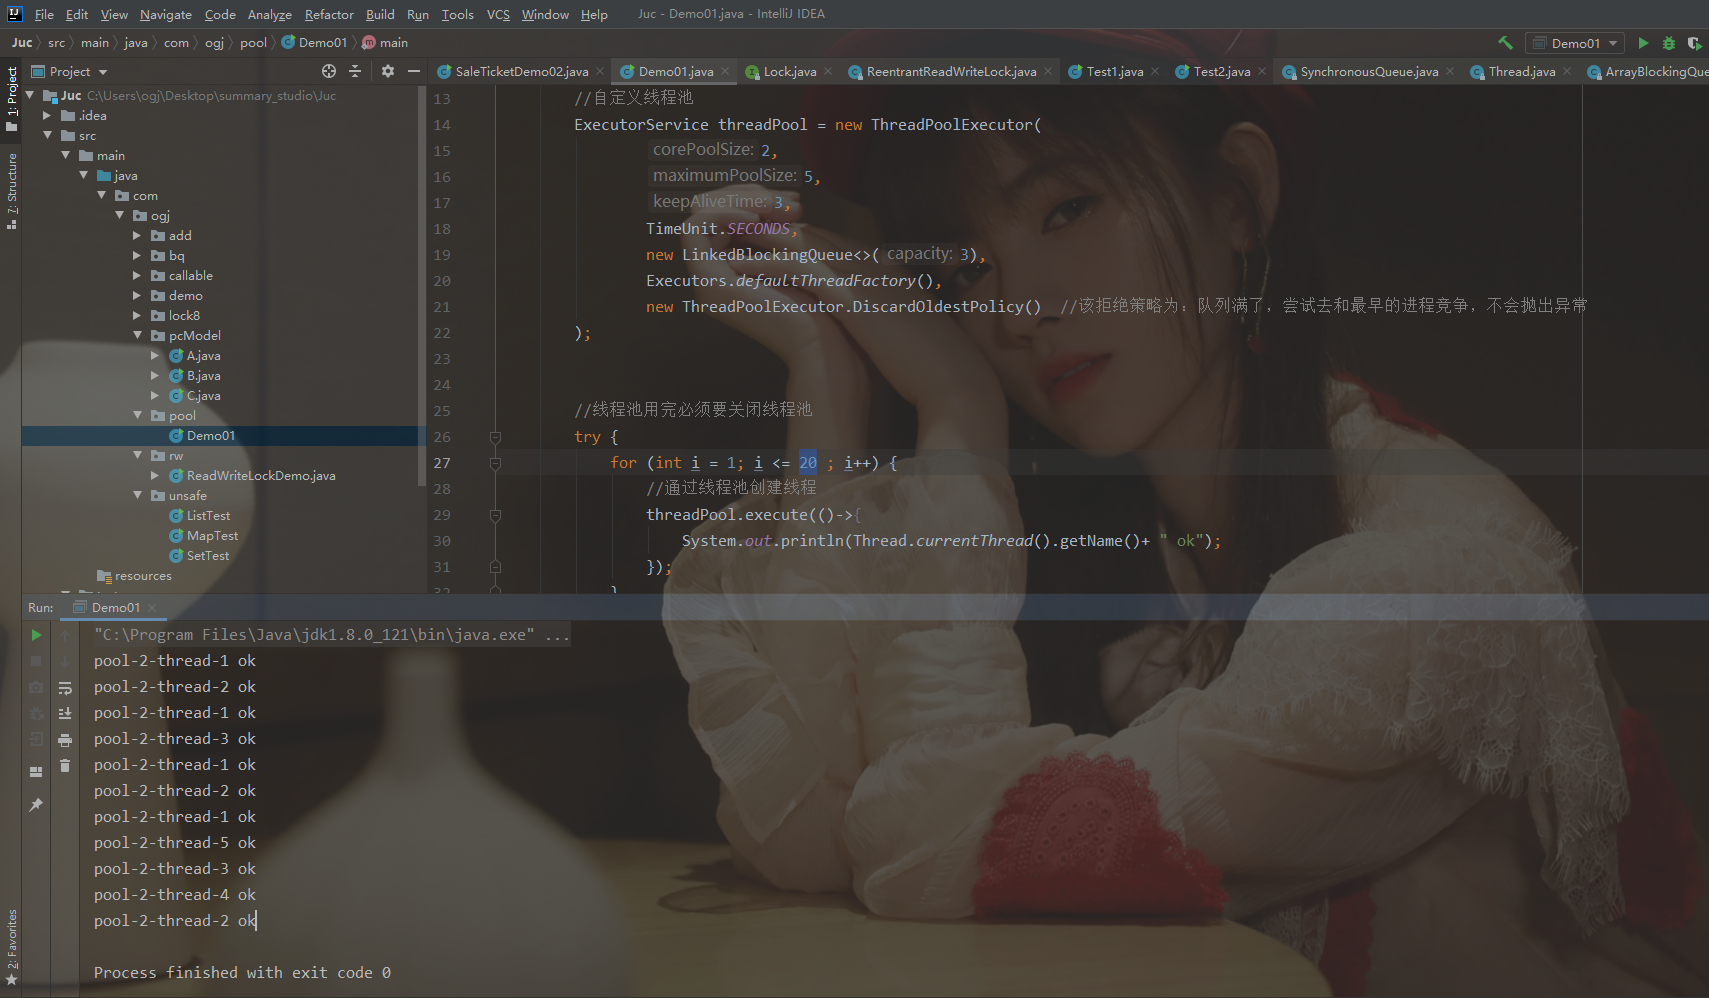 File Edit View Navigate Code Analyze Refactor Build Run Tools VCS Window Help Juc - Demo01.java - IntelliJ IDEA
Juc src main java com ogj pool Demo01 main Demo01
Project SaleTicketDemo02.java Demo01.java Lock.java ReentrantReadWriteLock.java Test1.java Test2.java SynchronousQueue.java Thread.java ArrayBlockingQue
1: Project
7: Structure
2: Favorites
Juc C:\Users\ogj\Desktop\summary_studio\Juc
.idea
src
main
java
com
ogj
add
bq
callable
demo
lock8
pcModel
A.java
B.java
C.java
pool
Demo01
rw
ReadWriteLockDemo.java
unsafe
ListTest
MapTest
SetTest
resources
13 //自定义线程池
14 ExecutorService threadPool = new ThreadPoolExecutor(
15 corePoolSize: 2,
16 maximumPoolSize: 5,
17 keepAliveTime: 3,
18 TimeUnit.SECONDS,
19 new LinkedBlockingQueue<>( capacity: 3),
20 Executors.defaultThreadFactory(),
21 new ThreadPoolExecutor.DiscardOldestPolicy() //该拒绝策略为：队列满了，尝试去和最早的进程竞争，不会抛出异常
22 );
23
24
25 //线程池用完必须要关闭线程池
26 try {
27 for (int i = 1; i <= 20 ; i++) {
28 //通过线程池创建线程
29 threadPool.execute(()->{
30 System.out.println(Thread.currentThread().getName()+ " ok");
31 });
32 }
Run: Demo01
"C:\Program Files\Java\jdk1.8.0_121\bin\java.exe" ...
pool-2-thread-1 ok
pool-2-thread-2 ok
pool-2-thread-1 ok
pool-2-thread-3 ok
pool-2-thread-1 ok
pool-2-thread-2 ok
pool-2-thread-1 ok
pool-2-thread-5 ok
pool-2-thread-3 ok
pool-2-thread-4 ok
pool-2-thread-2 ok
Process finished with exit code 0